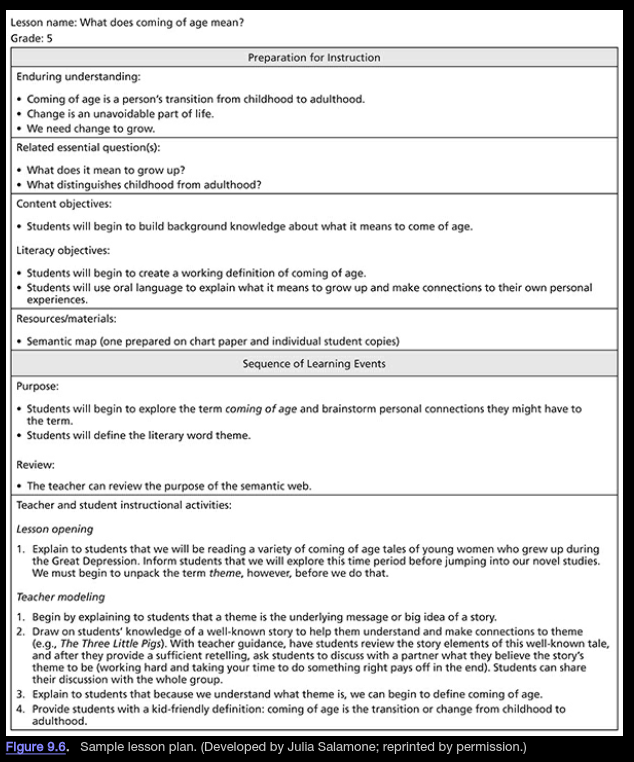 Lesson name: What does coming of age mean?
Grade: 5
Preparation for Instruction
Enduring understanding:
• Coming of age is a person's transition from childhood to adulthood.
• Change is an unavoidable part of life.
• We need change to grow.
Related essential question(s):
• What does it mean to grow up?
• What distinguishes childhood from adulthood?
Content objectives:
• Students will begin to build background knowledge about what it means to come of age.
Literacy objectives:
• Students will begin to create a working definition of coming of age.
• Students will use oral language to explain what it means to grow up and make connections to their own personal
experiences.
Resources/materials:
• Semantic map (one prepared on chart paper and individual student copies)
Sequence of Learning Events
Purpose:
• Students will begin to explore the term coming of age and brainstorm personal connections they might have to
the term.
• Students will define the literary word theme.
Review:
• The teacher can review the purpose of the semantic web.
Teacher and student instructional activities:
Lesson opening
1. Explain to students that we will be reading a variety of coming of age tales of young women who grew up during
the Great Depression. Inform students that we will explore this time period before jumping into our novel studies.
We must begin to unpack the term theme, however, before we do that.
Teacher modeling
1. Begin by explaining to students that a theme is the underlying message or big idea of a story.
2. Draw on students' knowledge of a well-known story to help them understand and make connections to theme
(e.g., The Three Little Pigs). With teacher guidance, have students review the story elements of this well-known tale,
and after they provide a sufficient retelling, ask students to discuss with a partner what they believe the story's
theme to be (working hard and taking your time to do something right pays off in the end). Students can share
their discussion with the whole group.
3. Explain to students that because we understand what theme is, we can begin to define coming of age.
4. Provide students with a kid-friendly definition: coming of age is the transition or change from childhood to
adulthood.
Figure 9.6. Sample lesson plan. (Developed by Julia Salamone; reprinted by permission.)